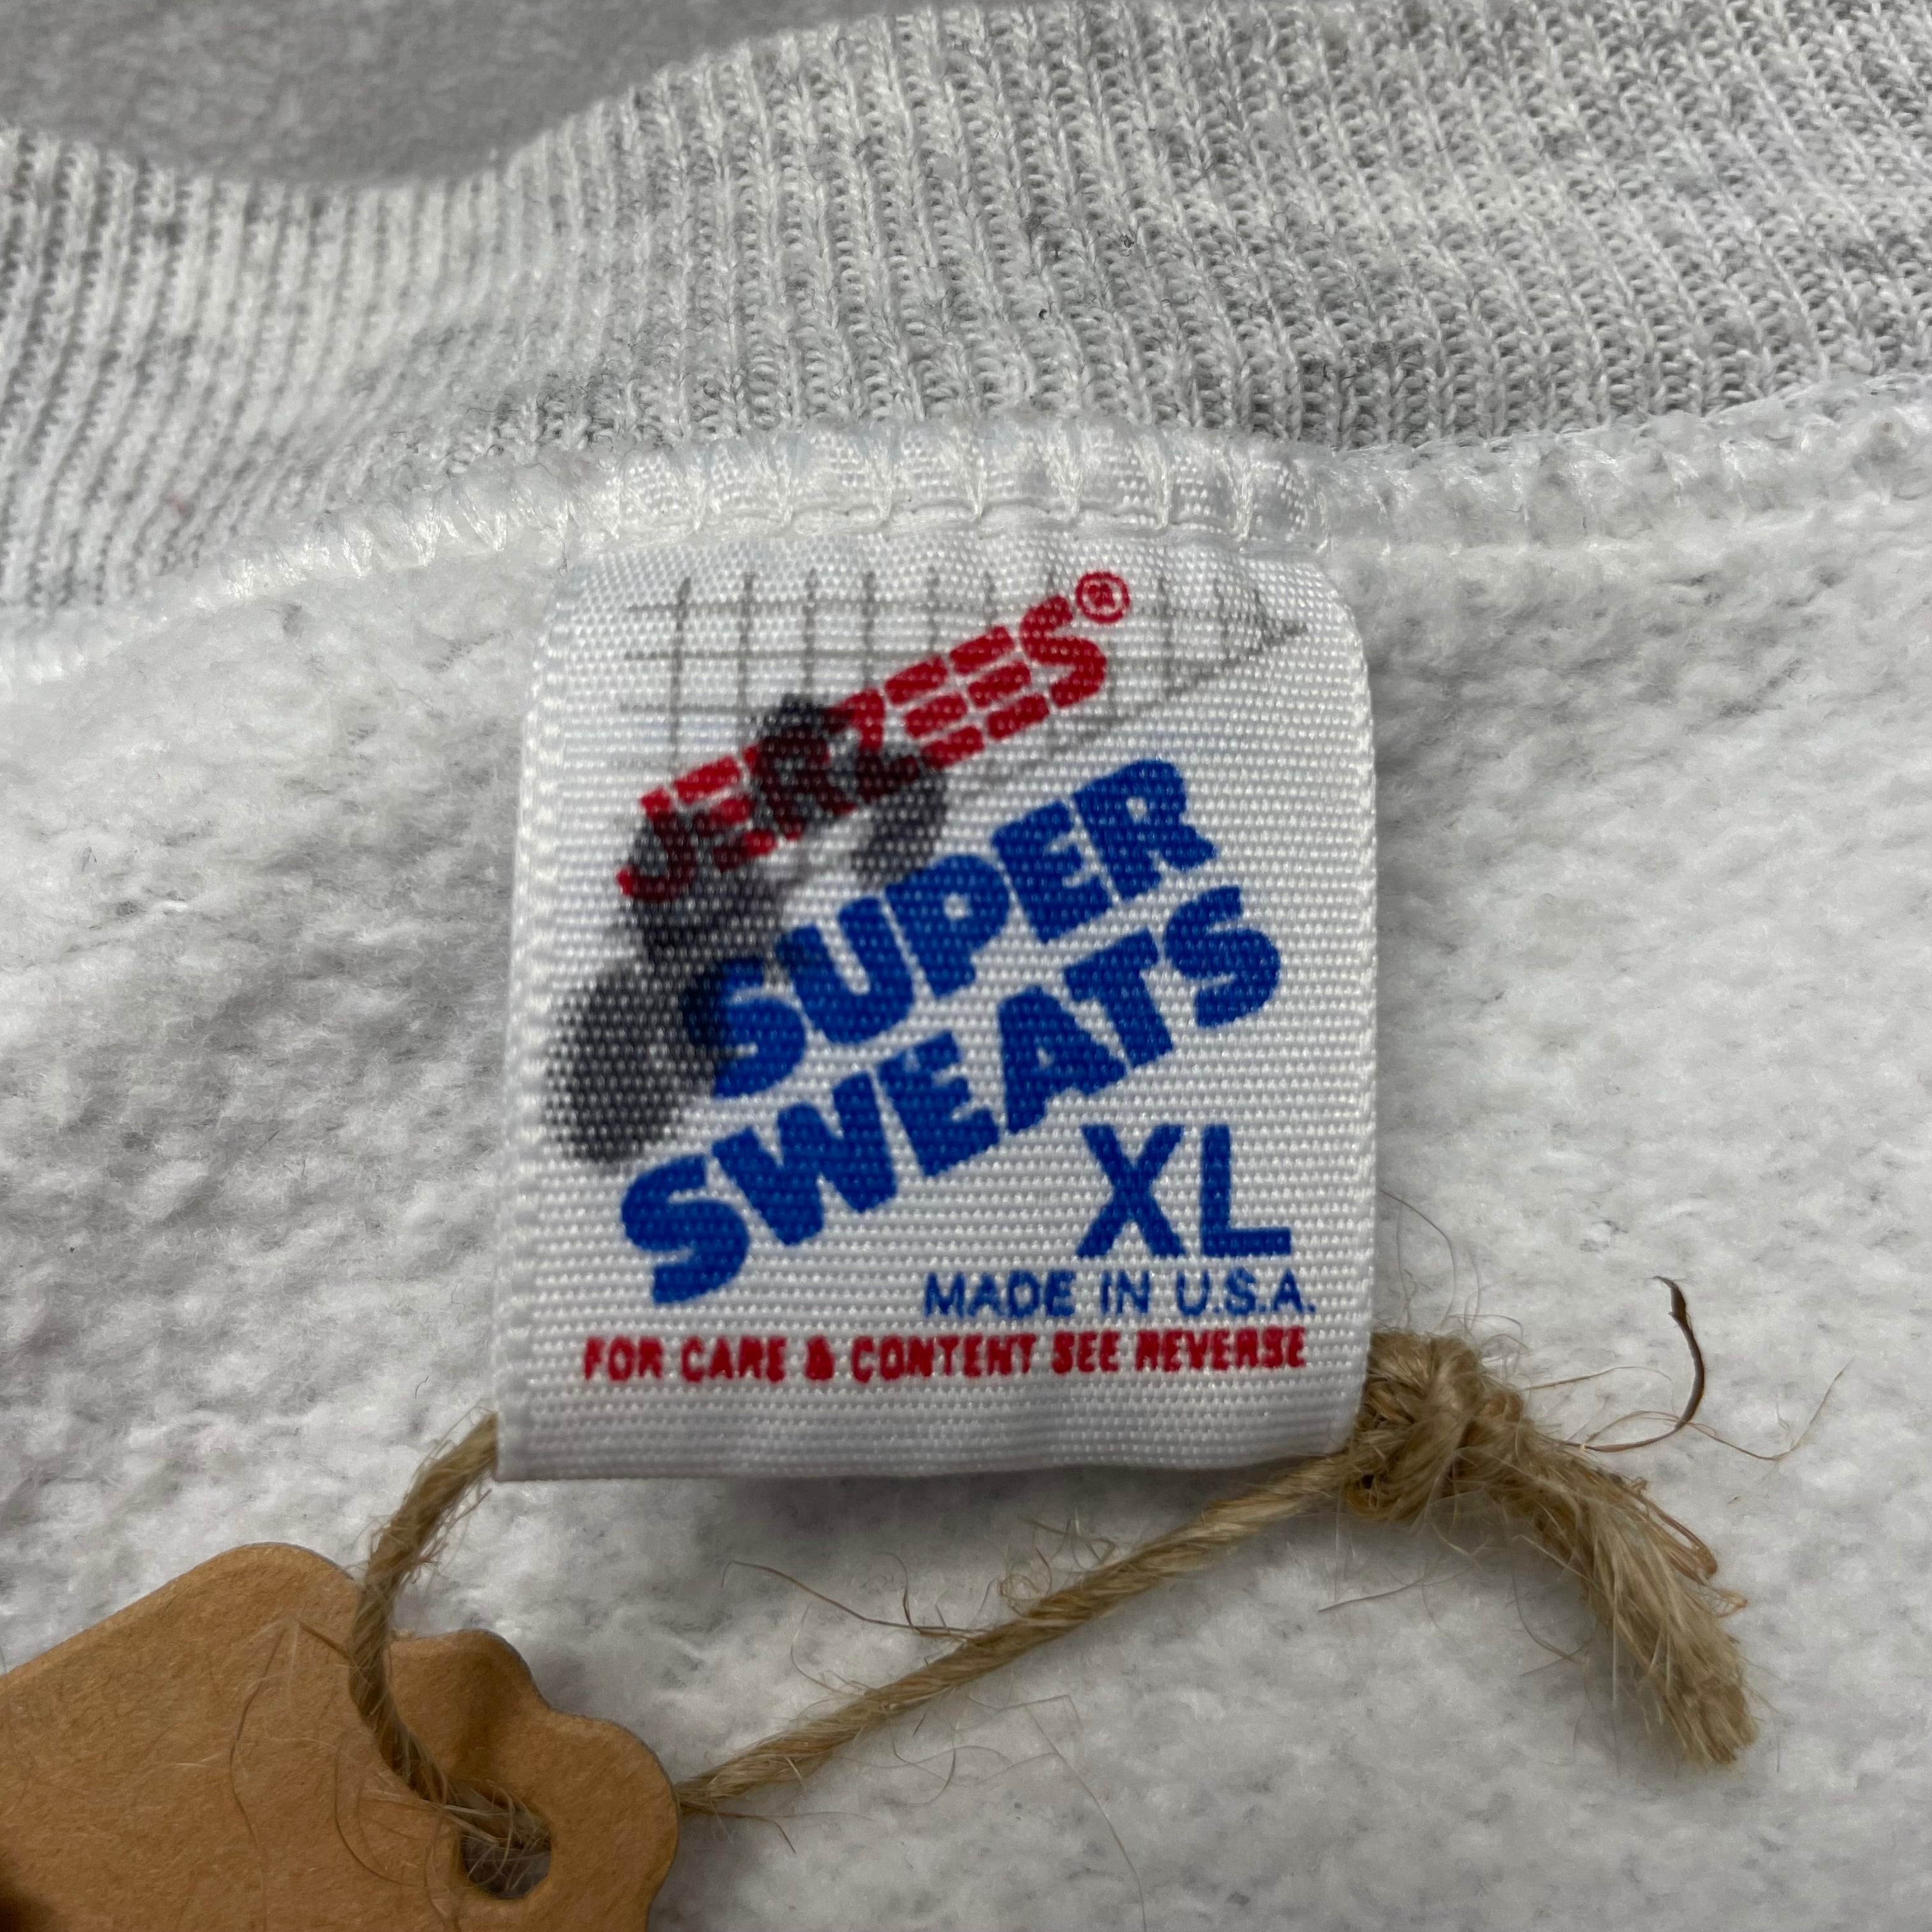 JERZEES®
SUPER
SWEATS
XL
MADE IN U.S.A.
FOR CARE & CONTENT SEE REVERSE